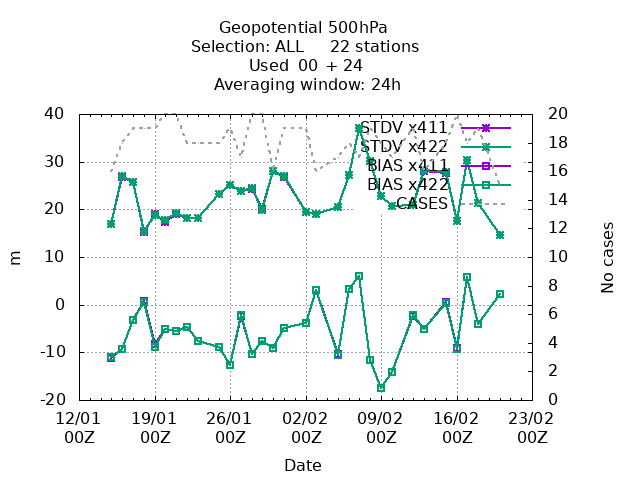 Geopotential 500hPa
Selection: ALL     22 stations
Used  00 + 24
Averaging window: 24h
40
30
20
10
0
-10
-20
m
20
18
16
14
12
10
8
6
4
2
0
No cases
STDV x411
STDV x422
BIAS x411
BIAS x422
CASES
12/01 19/01 26/01 02/02 09/02 16/02 23/02
00Z 00Z 00Z 00Z 00Z 00Z 00Z
Date